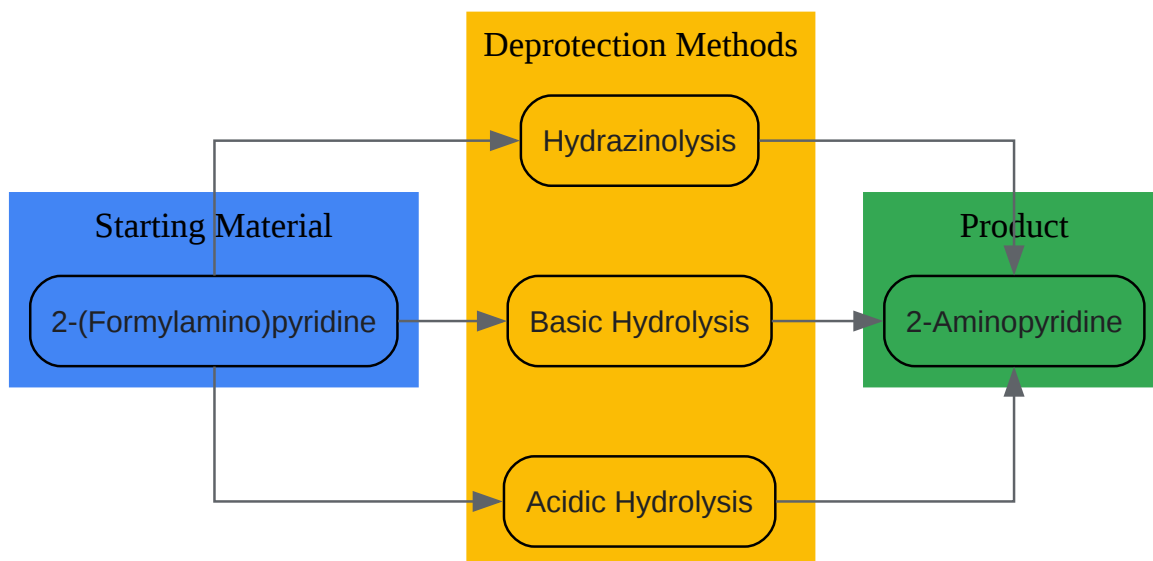 Deprotection Methods
Hydrazinolysis
Starting Material
Product
2-(Formylamino)pyridine
Basic Hydrolysis
2-Aminopyridine
Acidic Hydrolysis